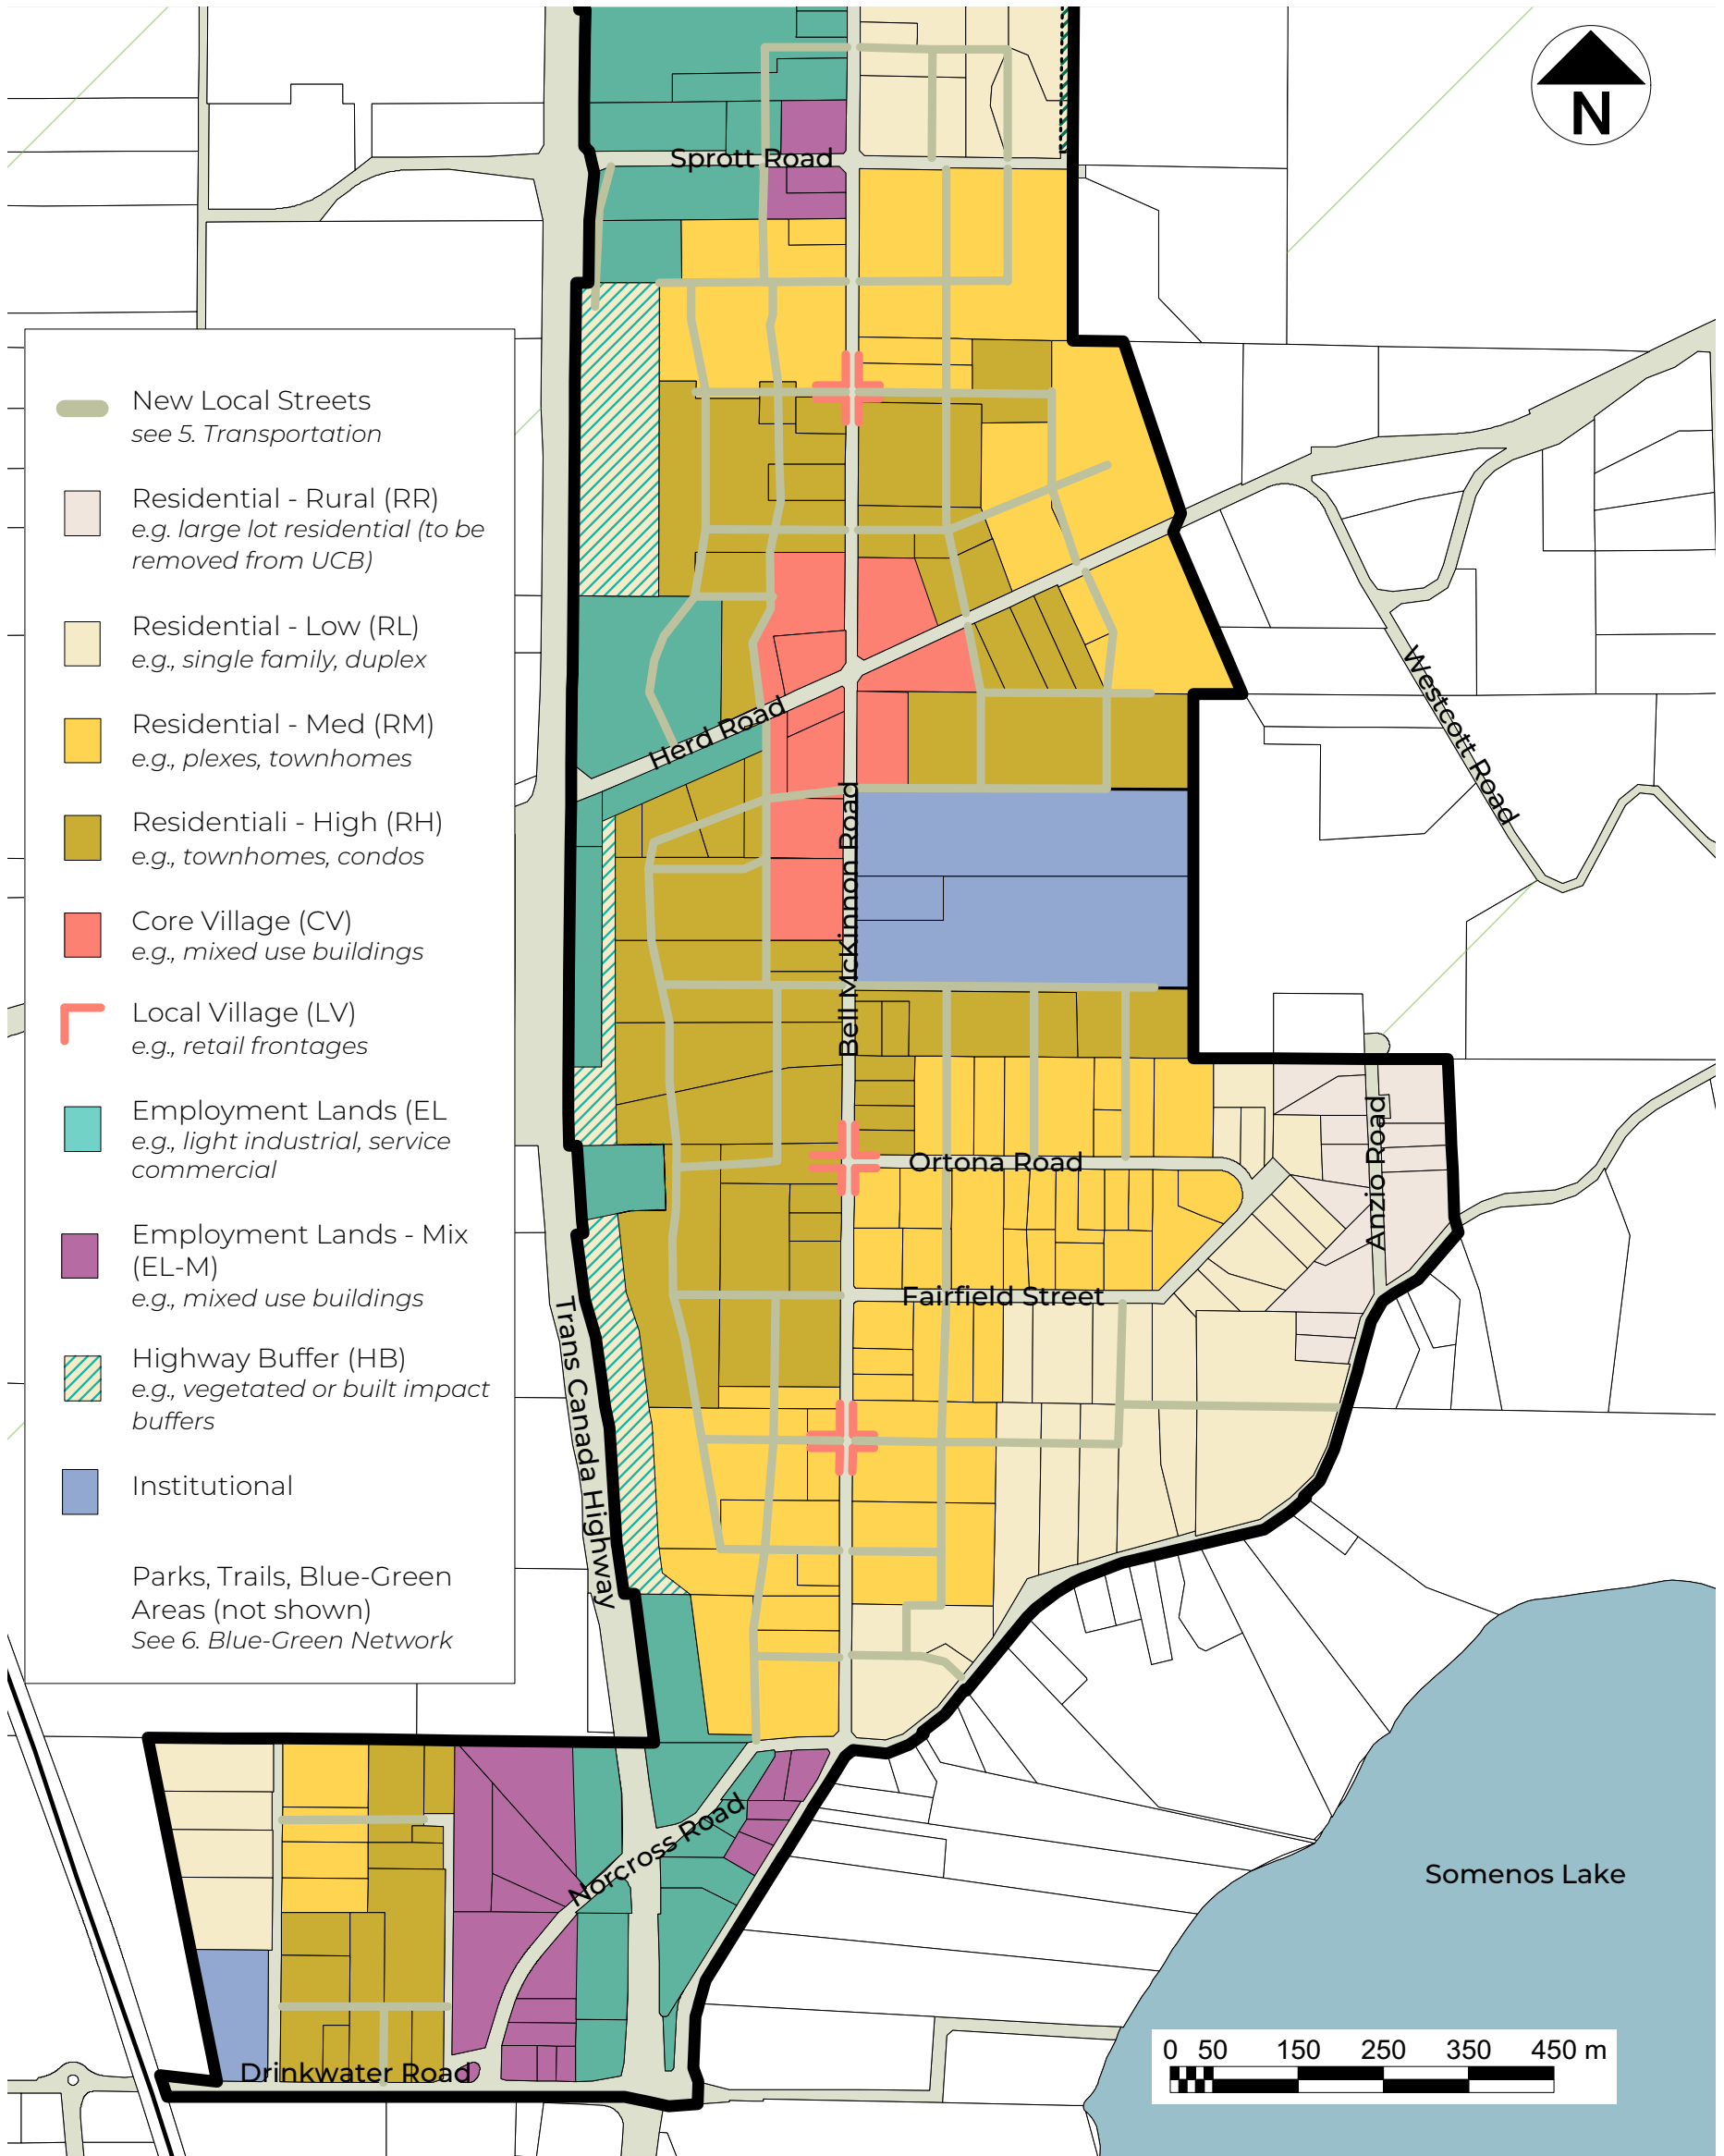 N
Sprott Road
New Local Streets
see 5. Transportation
Residential - Rural (RR)
e.g. large lot residential (to be
removed from UCB)
Residential - Low (RL)
e.g., single family, duplex
Residential - Med (RM)
e.g., plexes, townhomes
Residentiali - High (RH)
e.g., townhomes, condos
Core Village (CV)
e.g., mixed use buildings
Local Village (LV)
e.g., retail frontages
Employment Lands (EL
e.g., light industrial, service
commercial
Employment Lands - Mix
(EL-M)
e.g., mixed use buildings
Highway Buffer (HB)
e.g., vegetated or built impact
buffers
Institutional
Parks, Trails, Blue-Green
Areas (not shown)
See 6. Blue-Green Network
Herd Road
Westcott Road
Bell Mckinnon Road
Ortona Road
Anzio Road
Fairfield Street
Trans Canada Highway
Norcross Road
Somenos Lake
Drinkwater Road
0 50 150 250 350 450 m